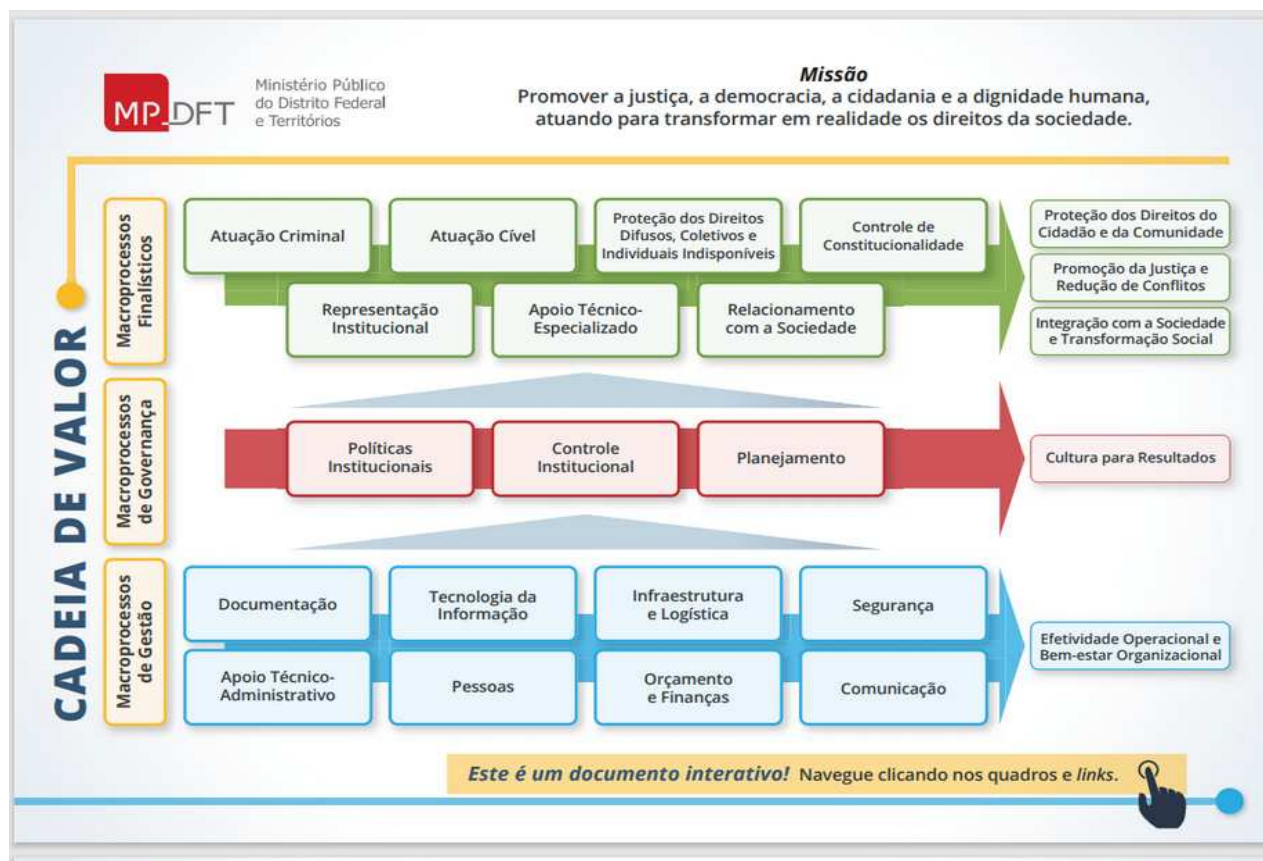 MP DFT
Ministério Público
do Distrito Federal
e Territórios
Missão
Promover a justiça, a democracia, a cidadania e a dignidade humana,
atuando para transformar em realidade os direitos da sociedade.
CADEIA DE VALOR
Macroprocessos
Finalísticos
Atuação Criminal
Atuação Cível
Proteção dos Direitos
Difusos, Coletivos e
Individuais Indisponíveis
Controle de
Constitucionalidade
Representação
Institucional
Apoio Técnico-
Especializado
Relacionamento
com a Sociedade
Proteção dos Direitos do
Cidadão e da Comunidade
Promoção da Justiça e
Redução de Conflitos
Integração com a Sociedade
e Transformação Social
Macroprocessos
de Governança
Políticas
Institucionais
Controle
Institucional
Planejamento
Cultura para Resultados
Macroprocessos
de Gestão
Documentação
Tecnologia da
Informação
Infraestrutura
e Logística
Segurança
Apoio Técnico-
Administrativo
Pessoas
Orçamento
e Finanças
Comunicação
Efetividade Operacional e
Bem-estar Organizacional
Este é um documento interativo! Navegue clicando nos quadros e links.